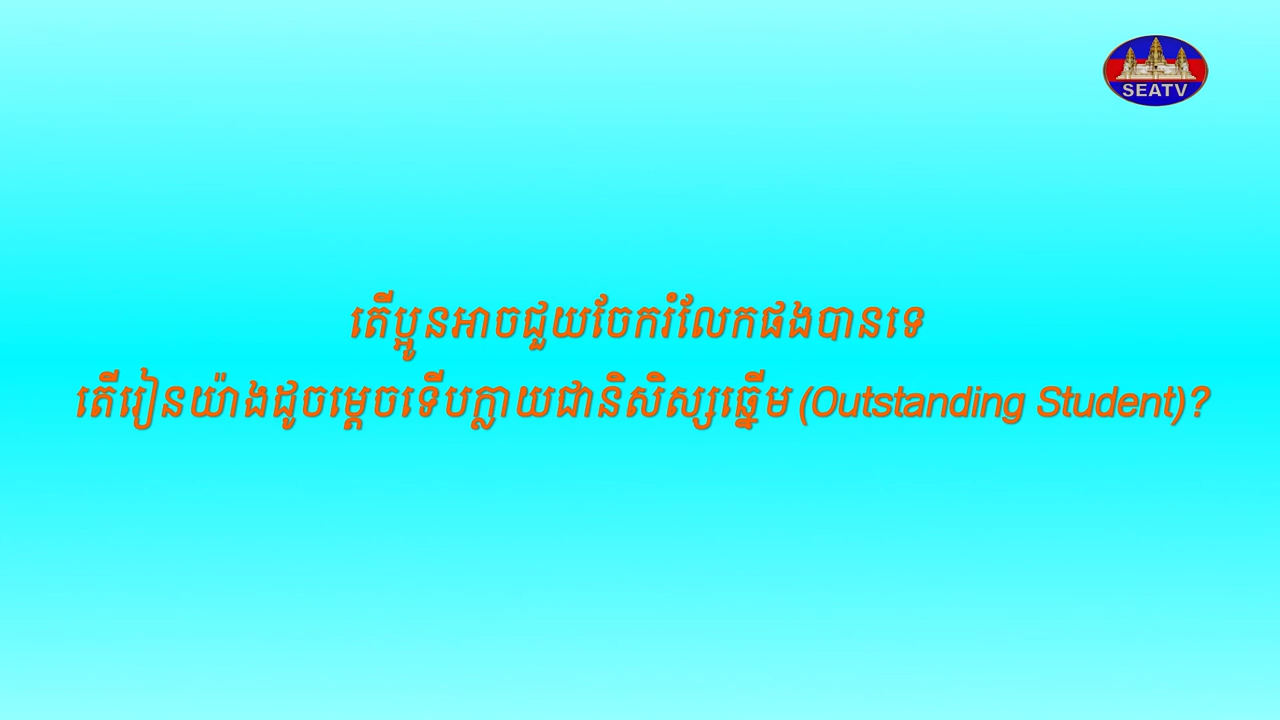 SEATV
តើប្អូនអាចជួយចែករំលែកផងបានទេ
តើរៀនយ៉ាងដូចម្ដេចទើបក្លាយជានិសិស្សឆ្នើម (Outstanding Student)?